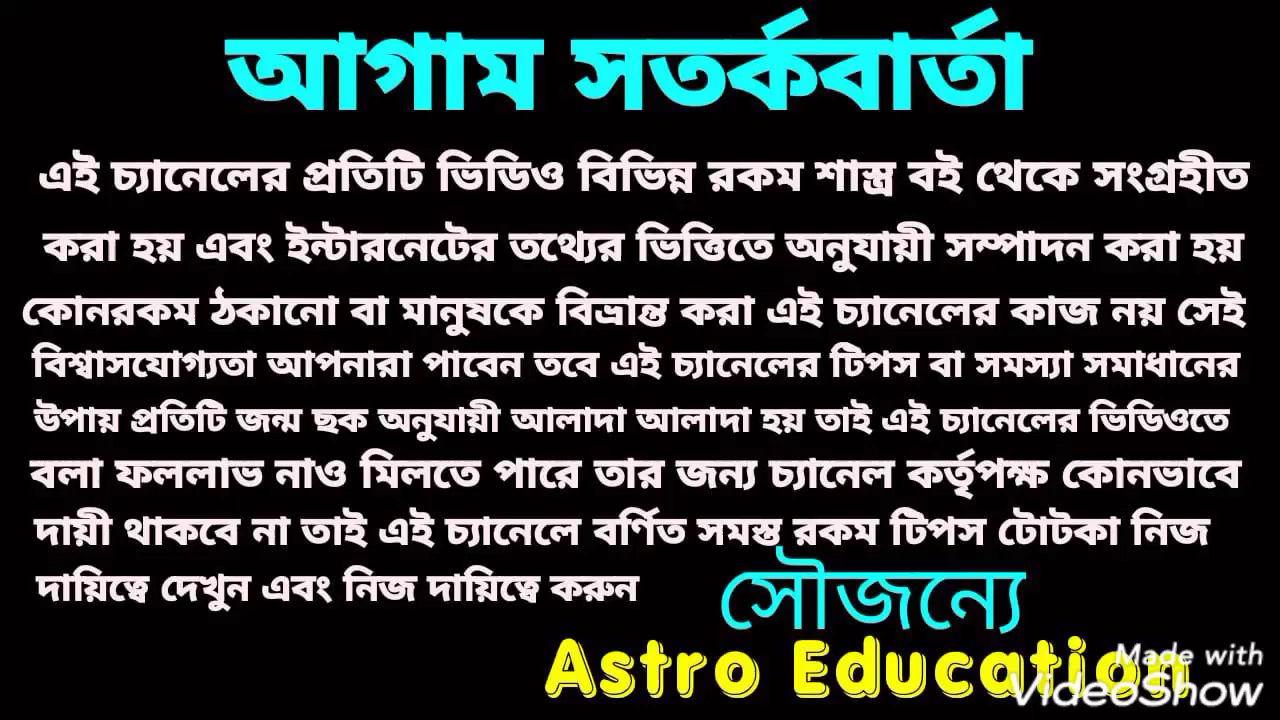 আগাম সতর্কবার্তা
এই চ্যানেলের প্রতিটি ভিডিও বিভিন্ন রকম শাস্ত্র বই থেকে সংগ্রহীত
করা হয় এবং ইন্টারনেটের তথ্যের ভিত্তিতে অনুযায়ী সম্পাদন করা হয়
কোনরকম ঠকানো বা মানুষকে বিভ্রান্ত করা এই চ্যানেলের কাজ নয় সেই
বিশ্বাসযোগ্যতা আপনারা পাবেন তবে এই চ্যানেলের টিপস বা সমস্যা সমাধানের
উপায় প্রতিটি জন্ম ছক অনুযায়ী আলাদা আলাদা হয় তাই এই চ্যানেলের ভিডিওতে
বলা ফললাভ নাও মিলতে পারে তার জন্য চ্যানেল কর্তৃপক্ষ কোনভাবে
দায়ী থাকবে না তাই এই চ্যানেলে বর্ণিত সমস্ত রকম টিপস টোটকা নিজ
দায়িত্বে দেখুন এবং নিজ দায়িত্বে করুন
সৌজন্যে
Astro Education
Made with
VideoShow